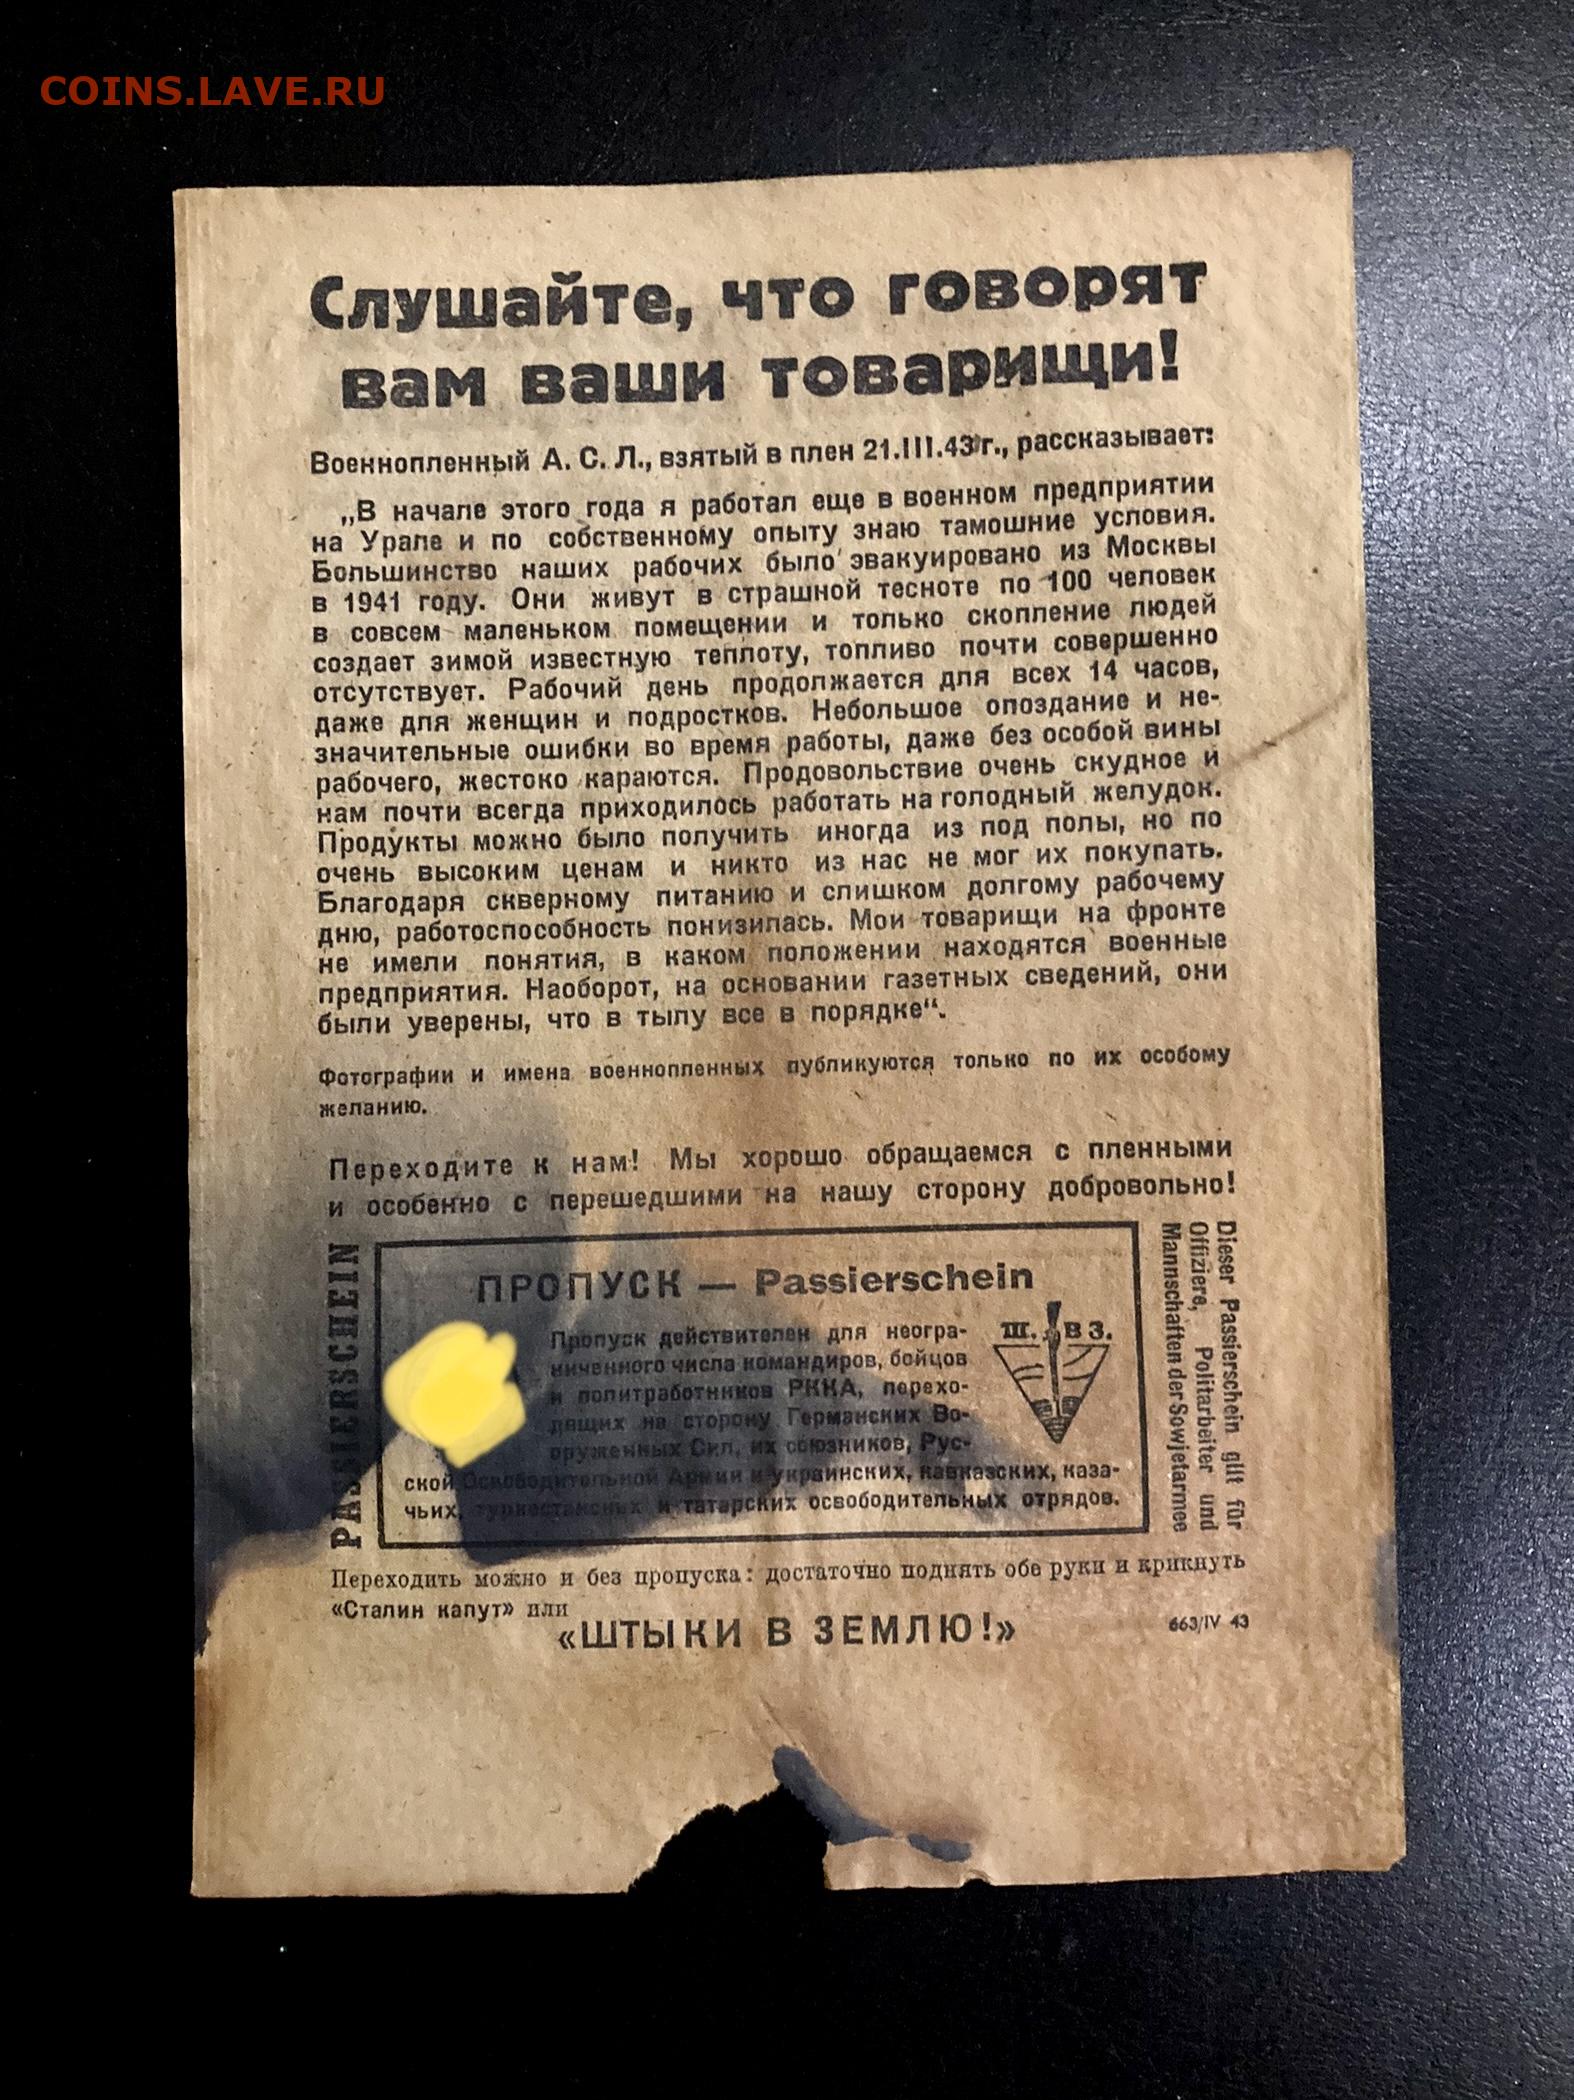 COINS.LAVE.RU
Слушайте, что говорят
вам ваши товарищи!
Военнопленный А. С. Л., взятый в плен 21.III.43 г., рассказывает:
„В начале этого года я работал еще в военном предприятии
на Урале и по собственному опыту знаю тамошние условия.
Большинство наших рабочих было эвакуировано из Москвы
в 1941 году. Они живут в страшной тесноте по 100 человек
в совсем маленьком помещении и только скопление людей
создает зимой известную теплоту, топливо почти совершенно
отсутствует. Рабочий день продолжается для всех 14 часов,
даже для женщин и подростков. Небольшое опоздание и не-
значительные ошибки во время работы, даже без особой вины
рабочего, жестоко караются. Продовольствие очень скудное и
нам почти всегда приходилось работать на голодный желудок.
Продукты можно было получить иногда из под полы, но по
очень высоким ценам и никто из нас не мог их покупать.
Благодаря скверному питанию и слишком долгому рабочему
дню, работоспособность понизилась. Мои товарищи на фронте
не имели понятия, в каком положении находятся военные
предприятия. Наоборот, на основании газетных сведений, они
были уверены, что в тылу все в порядке“.
Фотографии и имена военнопленных публикуются только по их особому
желанию.
Переходите к нам! Мы хорошо обращаемся с пленными
и особенно с перешедшими на нашу сторону добровольно!
PASSIERSCHEIN
ПРОПУСК — Passierschein
Пропуск действителен для неогра-
ниченного числа командиров, бойцов
и политработников РККА, перехо-
дящих на сторону Германских Во-
оруженных Сил, их союзников, Рус-
ской Освободительной Армии и украинских, кавказских, каза-
чьих, туркестанских и татарских освободительных отрядов.
Ш. В З.
Dieser Passierschein gilt für
Offiziere, Politarbeiter und
Mannschaften der Sowjetarmee
Переходить можно и без пропуска: достаточно поднять обе руки и крикнуть
«Сталин капут» или
«ШТЫКИ В ЗЕМЛЮ!»
663/IV 43